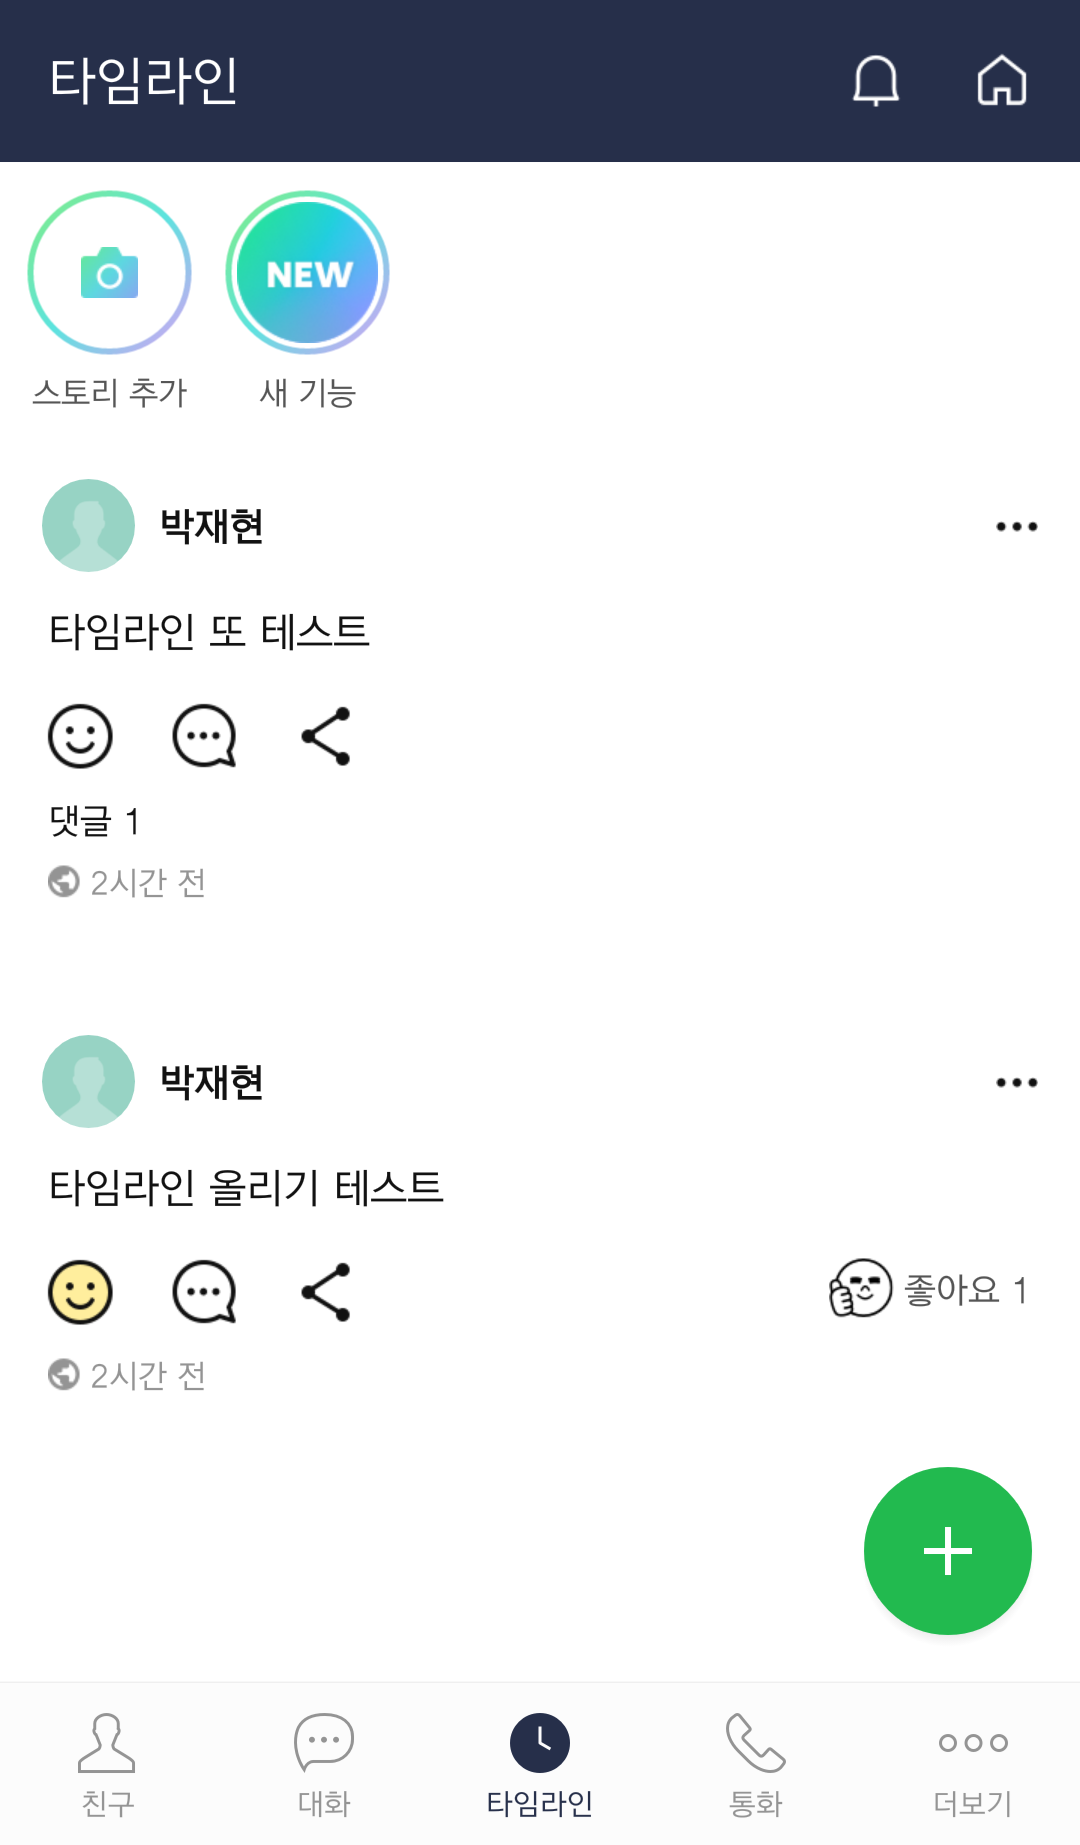 타임라인
NEW
스토리 추가
새 기능
박재현
타임라인 또 테스트
댓글 1
2시간 전
박재현
타임라인 올리기 테스트
좋아요 1
2시간 전
친구
대화
타임라인
통화
더보기